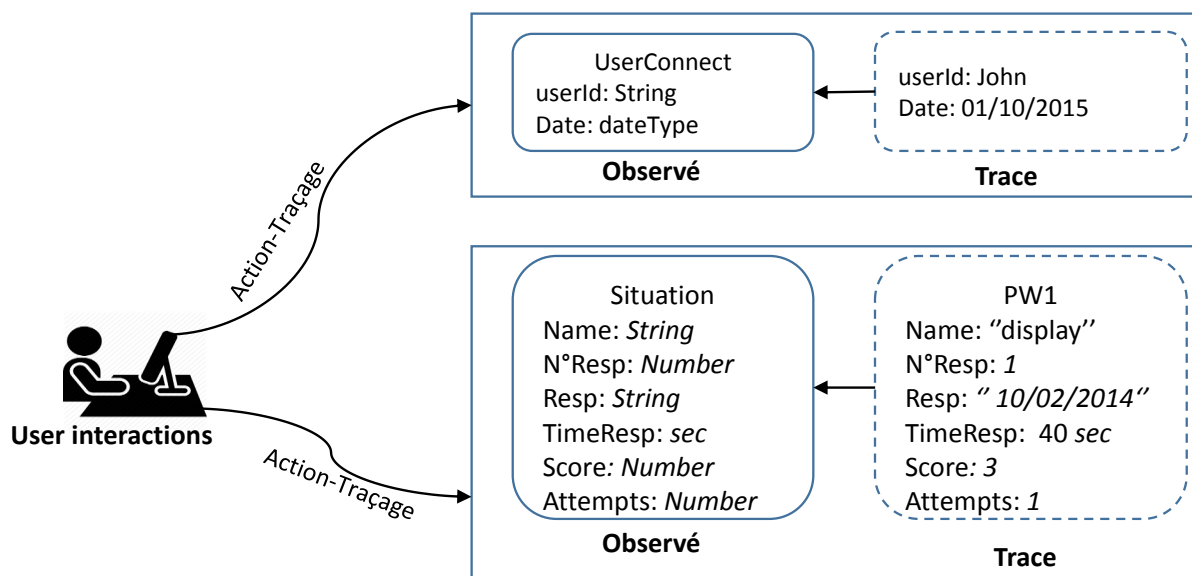 UserConnect
userId: String
Date: dateType
Observé
userId: John
Date: 01/10/2015
Trace
Action-Traçage
User interactions
Action-Traçage
Situation
Name: String
N°Resp: Number
Resp: String
TimeResp: sec
Score: Number
Attempts: Number
Observé
PW1
Name: ‘‘display’’
N°Resp: 1
Resp: ‘‘ 10/02/2014‘‘
TimeResp: 40 sec
Score: 3
Attempts: 1
Trace